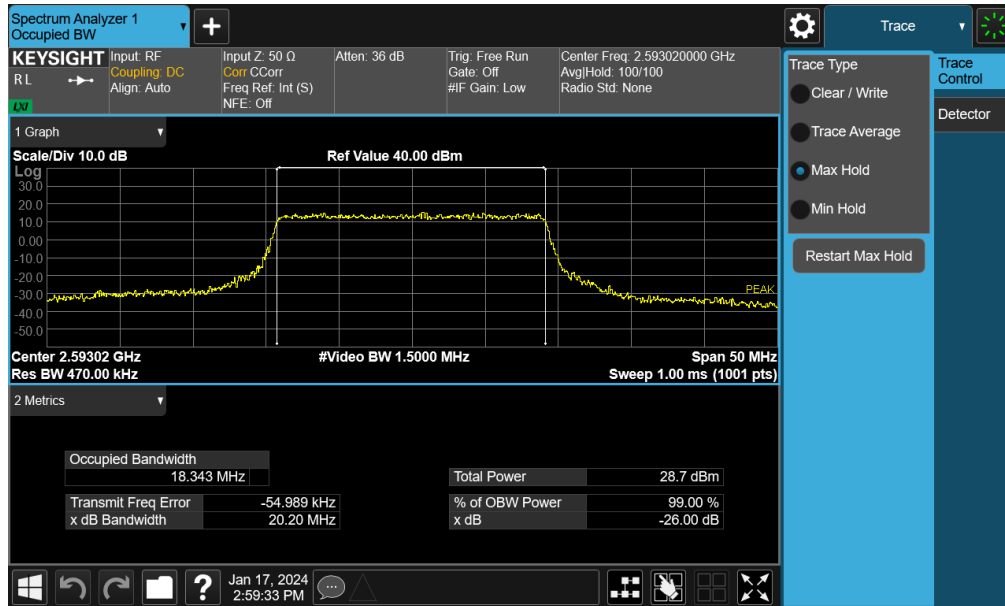 Spectrum Analyzer 1
Occupied BW
KEYSIGHT
R L
LXI
Input: RF
Coupling: DC
Align: Auto
Input Z: 50 Ω
Corr CCorr
Freq Ref: Int (S)
NFE: Off
Atten: 36 dB
Trig: Free Run
Gate: Off
#IF Gain: Low
Center Freq: 2.593020000 GHz
Avg|Hold: 100/100
Radio Std: None
1 Graph
Scale/Div 10.0 dB
Ref Value 40.00 dBm
Log
30.0
20.0
10.0
0.00
-10.0
-20.0
-30.0
-40.0
-50.0
PEAK
Center 2.59302 GHz
#Video BW 1.5000 MHz
Span 50 MHz
Res BW 470.00 kHz
Sweep 1.00 ms (1001 pts)
2 Metrics
Occupied Bandwidth
18.343 MHz
Total Power 28.7 dBm
Transmit Freq Error -54.989 kHz
% of OBW Power 99.00 %
x dB Bandwidth 20.20 MHz
x dB -26.00 dB
Jan 17, 2024
2:59:33 PM
?
Trace
Trace Type
Clear / Write
Trace Average
Max Hold
Min Hold
Restart Max Hold
Trace
Control
Detector